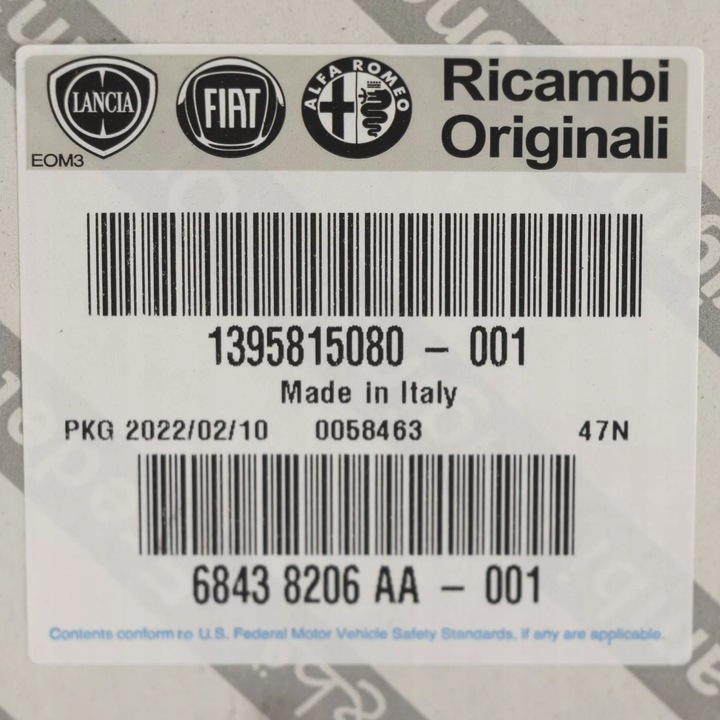 LANCIA
FIAT
ALFA ROMEO
Ricambi
Originali
EOM3
1395815080 - 001
Made in Italy
PKG 2022/02/10 0058463 47N
6843 8206 AA - 001
Contents conform to U.S. Federal Motor Vehicle Safety Standards, if any are applicable.